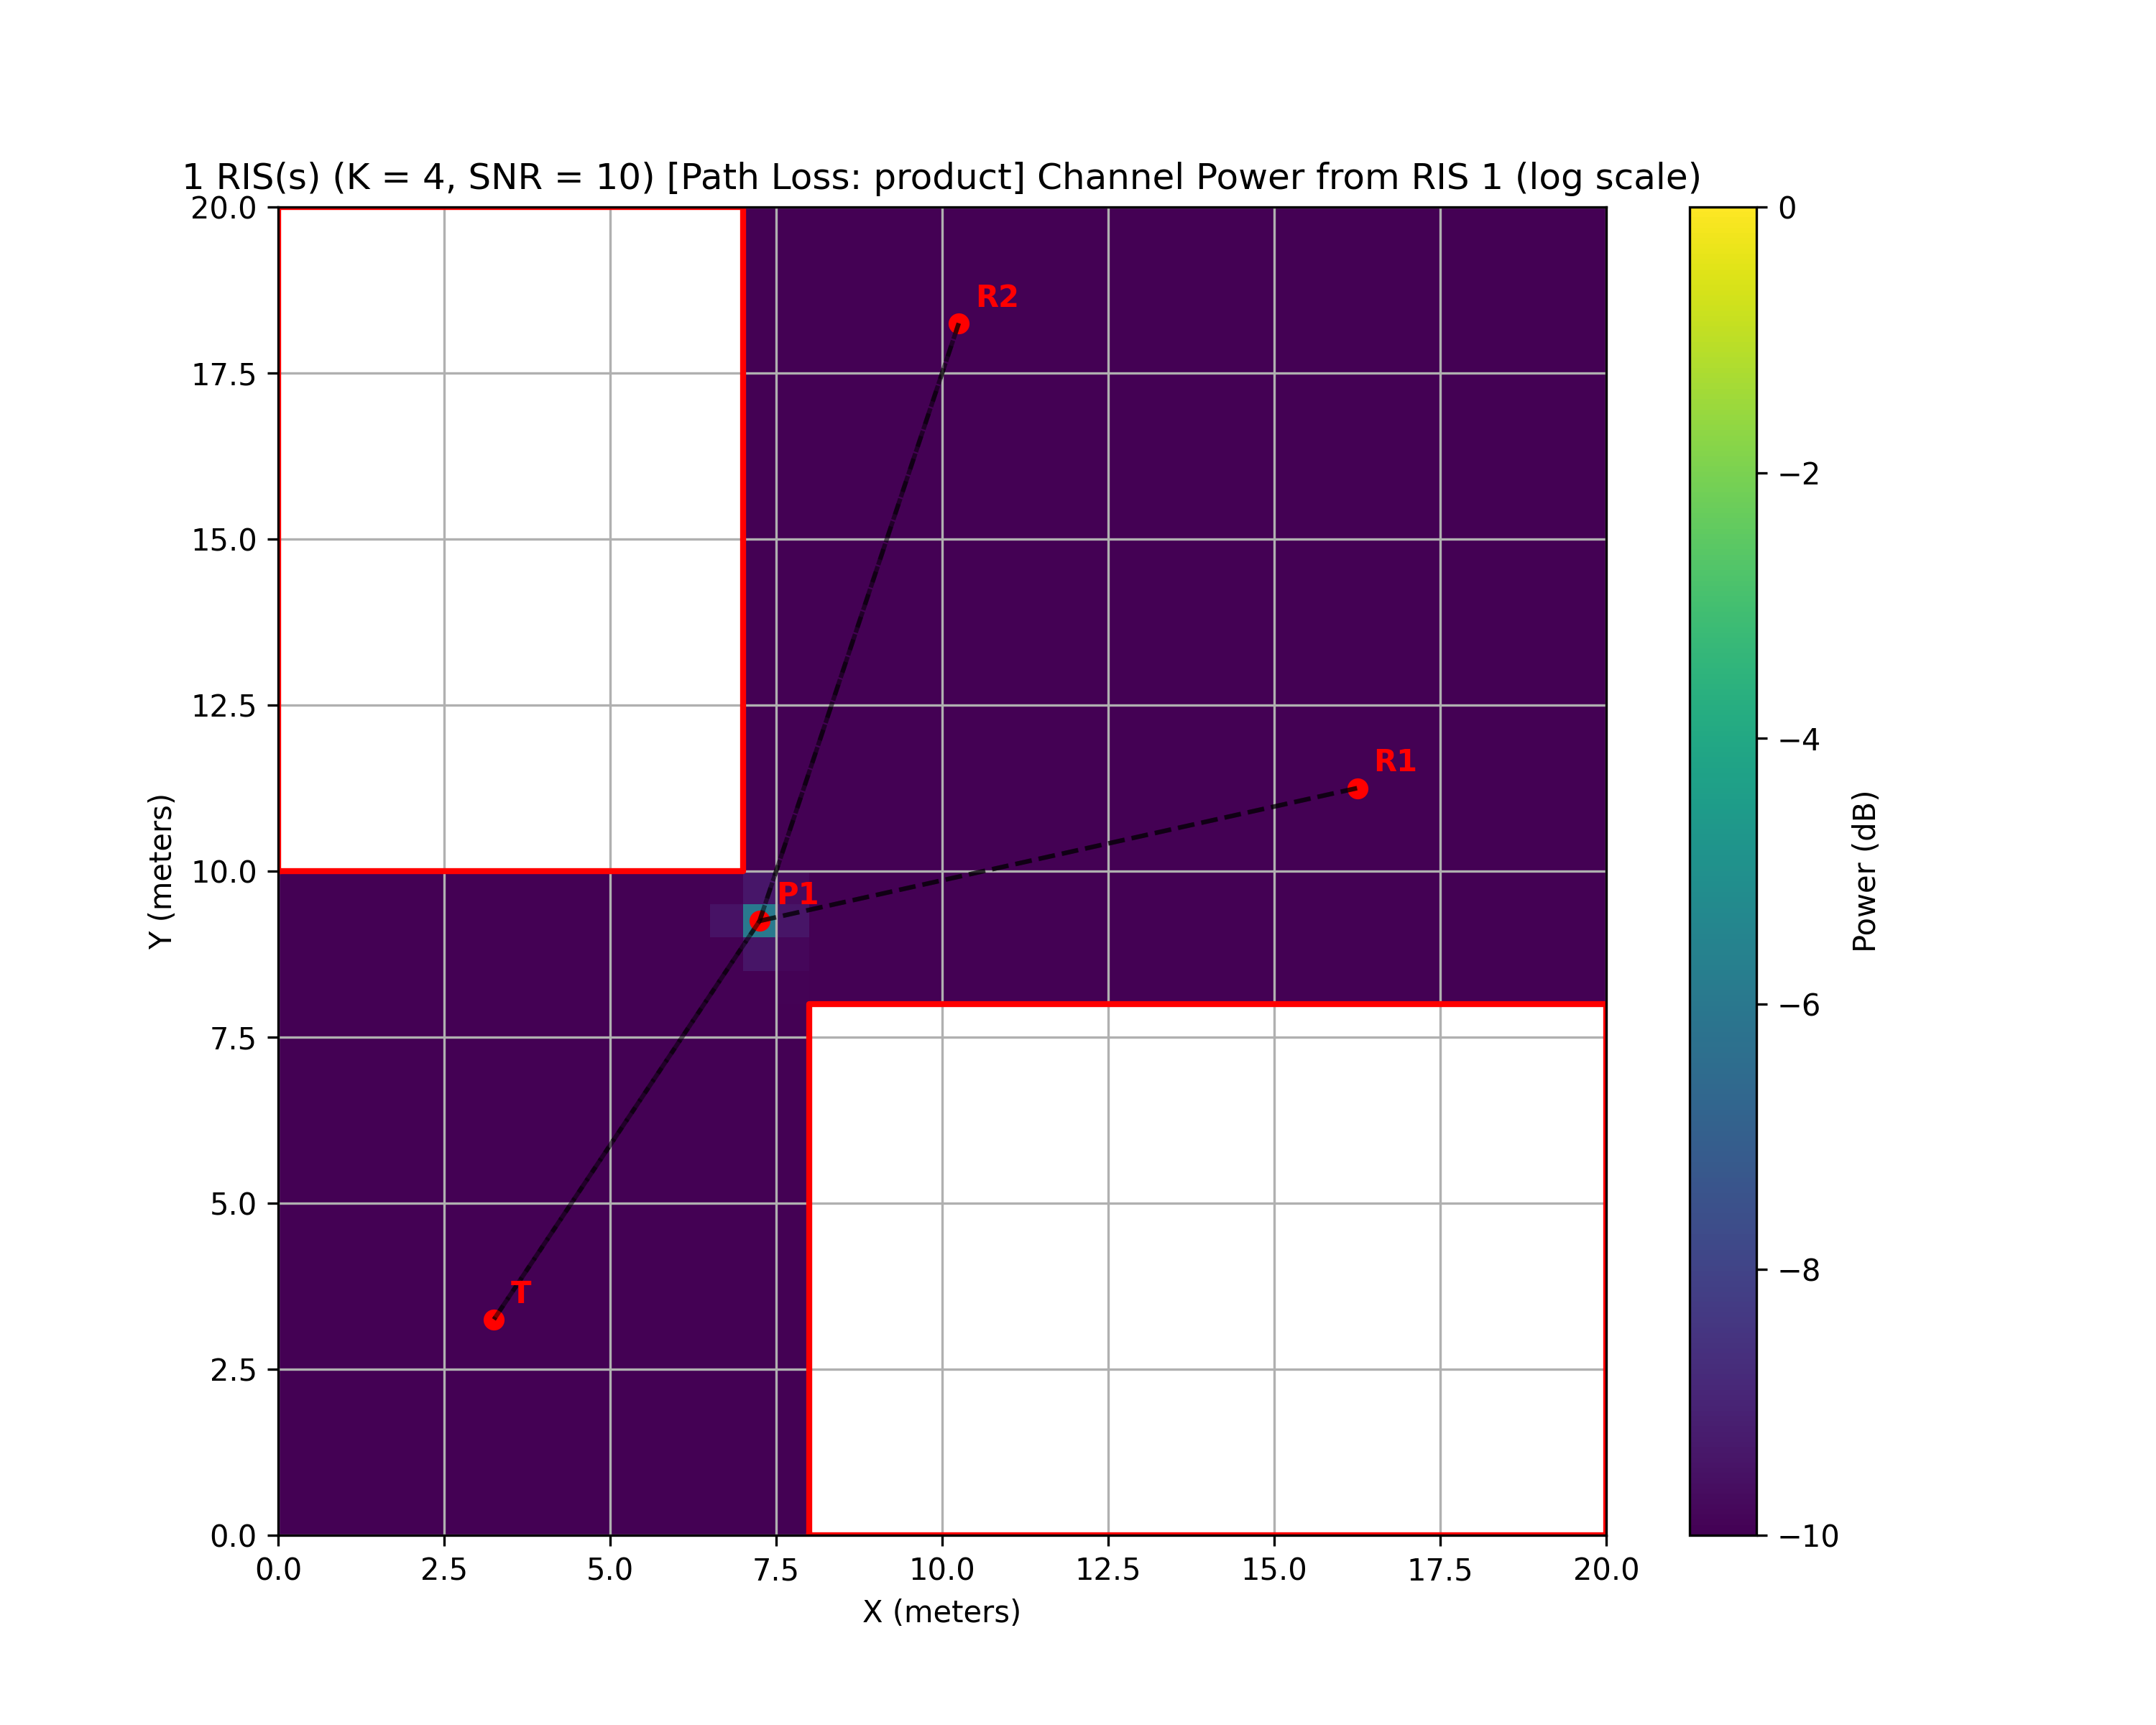 1 RIS(s) (K = 4, SNR = 10) [Path Loss: product] Channel Power from RIS 1 (log scale)
20.0
17.5
15.0
12.5
10.0
7.5
5.0
2.5
0.0
Y (meters)
R2
R1
P1
T
0.0 2.5 5.0 7.5 10.0 12.5 15.0 17.5 20.0
X (meters)
0
−2
−4
−6
−8
−10
Power (dB)